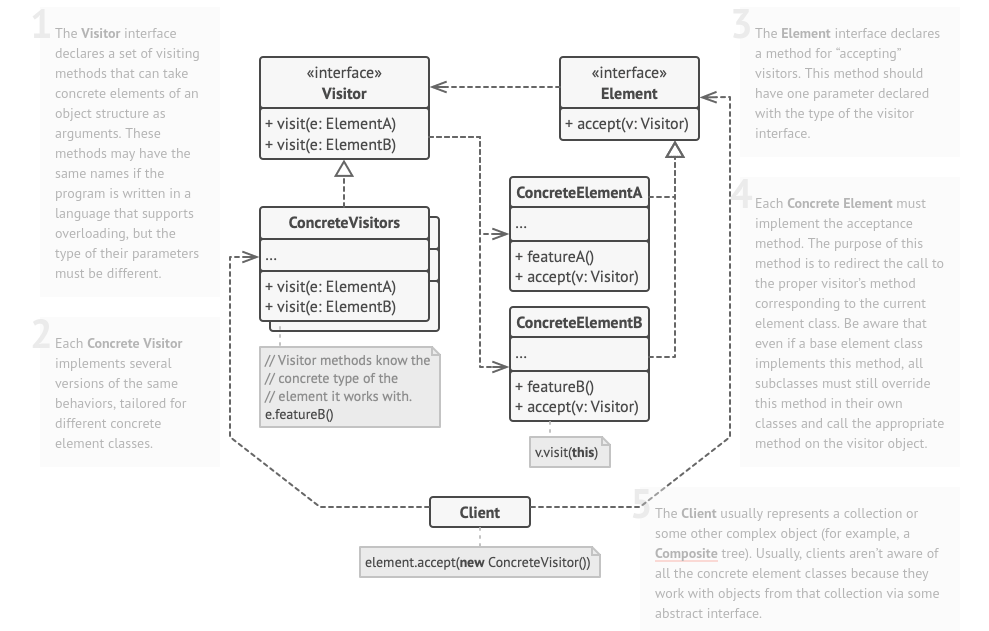 1
The Visitor interface
declares a set of visiting
methods that can take
concrete elements of an
object structure as
arguments. These
methods may have the
same names if the
program is written in a
language that supports
overloading, but the
type of their parameters
must be different.
2
Each Concrete Visitor
implements several
versions of the same
behaviors, tailored for
different concrete
element classes.
«interface»
Visitor
+ visit(e: ElementA)
+ visit(e: ElementB)
ConcreteVisitors
...
+ visit(e: ElementA)
+ visit(e: ElementB)
// Visitor methods know the
// concrete type of the
// element it works with.
e.featureB()
«interface»
Element
+ accept(v: Visitor)
ConcreteElementA
...
+ featureA()
+ accept(v: Visitor)
ConcreteElementB
...
+ featureB()
+ accept(v: Visitor)
v.visit(this)
Client
element.accept(new ConcreteVisitor())
3
The Element interface declares
a method for “accepting”
visitors. This method should
have one parameter declared
with the type of the visitor
interface.
4
Each Concrete Element must
implement the acceptance
method. The purpose of this
method is to redirect the call to
the proper visitor’s method
corresponding to the current
element class. Be aware that
even if a base element class
implements this method, all
subclasses must still override
this method in their own
classes and call the appropriate
method on the visitor object.
5
The Client usually represents a collection or
some other complex object (for example, a
Composite tree). Usually, clients aren’t aware of
all the concrete element classes because they
work with objects from that collection via some
abstract interface.